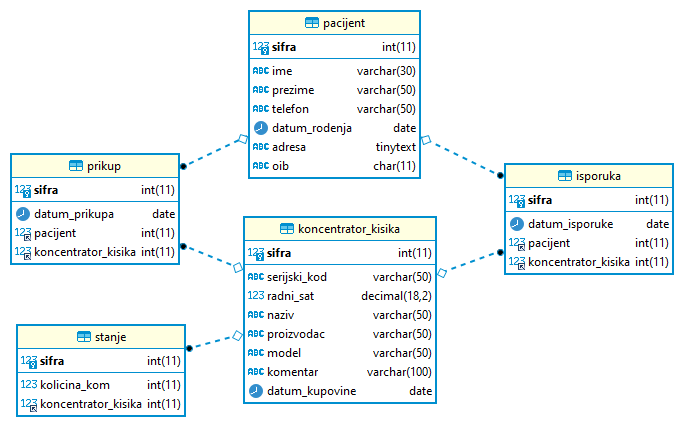 pacijent
123 sifra int(11)
ABC ime varchar(30)
ABC prezime varchar(50)
ABC telefon varchar(50)
datum_rodenja date
ABC adresa tinytext
ABC oib char(11)
prikup
123 sifra int(11)
datum_prikupa date
123 pacijent int(11)
123 koncentrator_kisika int(11)
isporuka
123 sifra int(11)
datum_isporuke date
123 pacijent int(11)
123 koncentrator_kisika int(11)
koncentrator_kisika
123 sifra int(11)
ABC serijski_kod varchar(50)
123 radni_sat decimal(18,2)
ABC naziv varchar(50)
ABC proizvodac varchar(50)
ABC model varchar(50)
ABC komentar varchar(100)
datum_kupovine date
stanje
123 sifra int(11)
123 kolicina_kom int(11)
123 koncentrator_kisika int(11)